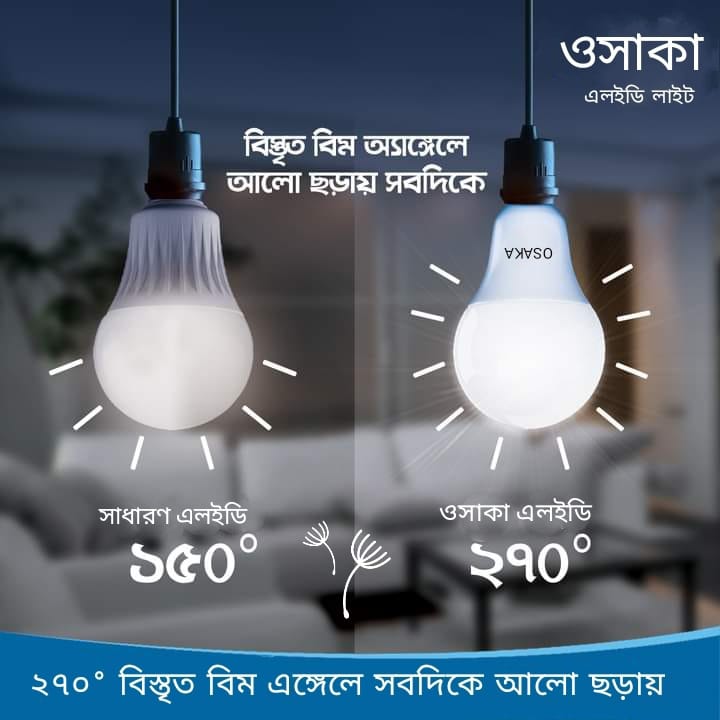 ওসাকা
এলইডি লাইট
বিস্তৃত বিম অ্যাঙ্গেলে
আলো ছড়ায় সবদিকে
OSAKA
সাধারণ এলইডি
১৫০°
ওসাকা এলইডি
২৭০°
২৭০° বিস্তৃত বিম এঙ্গেলে সবদিকে আলো ছড়ায়